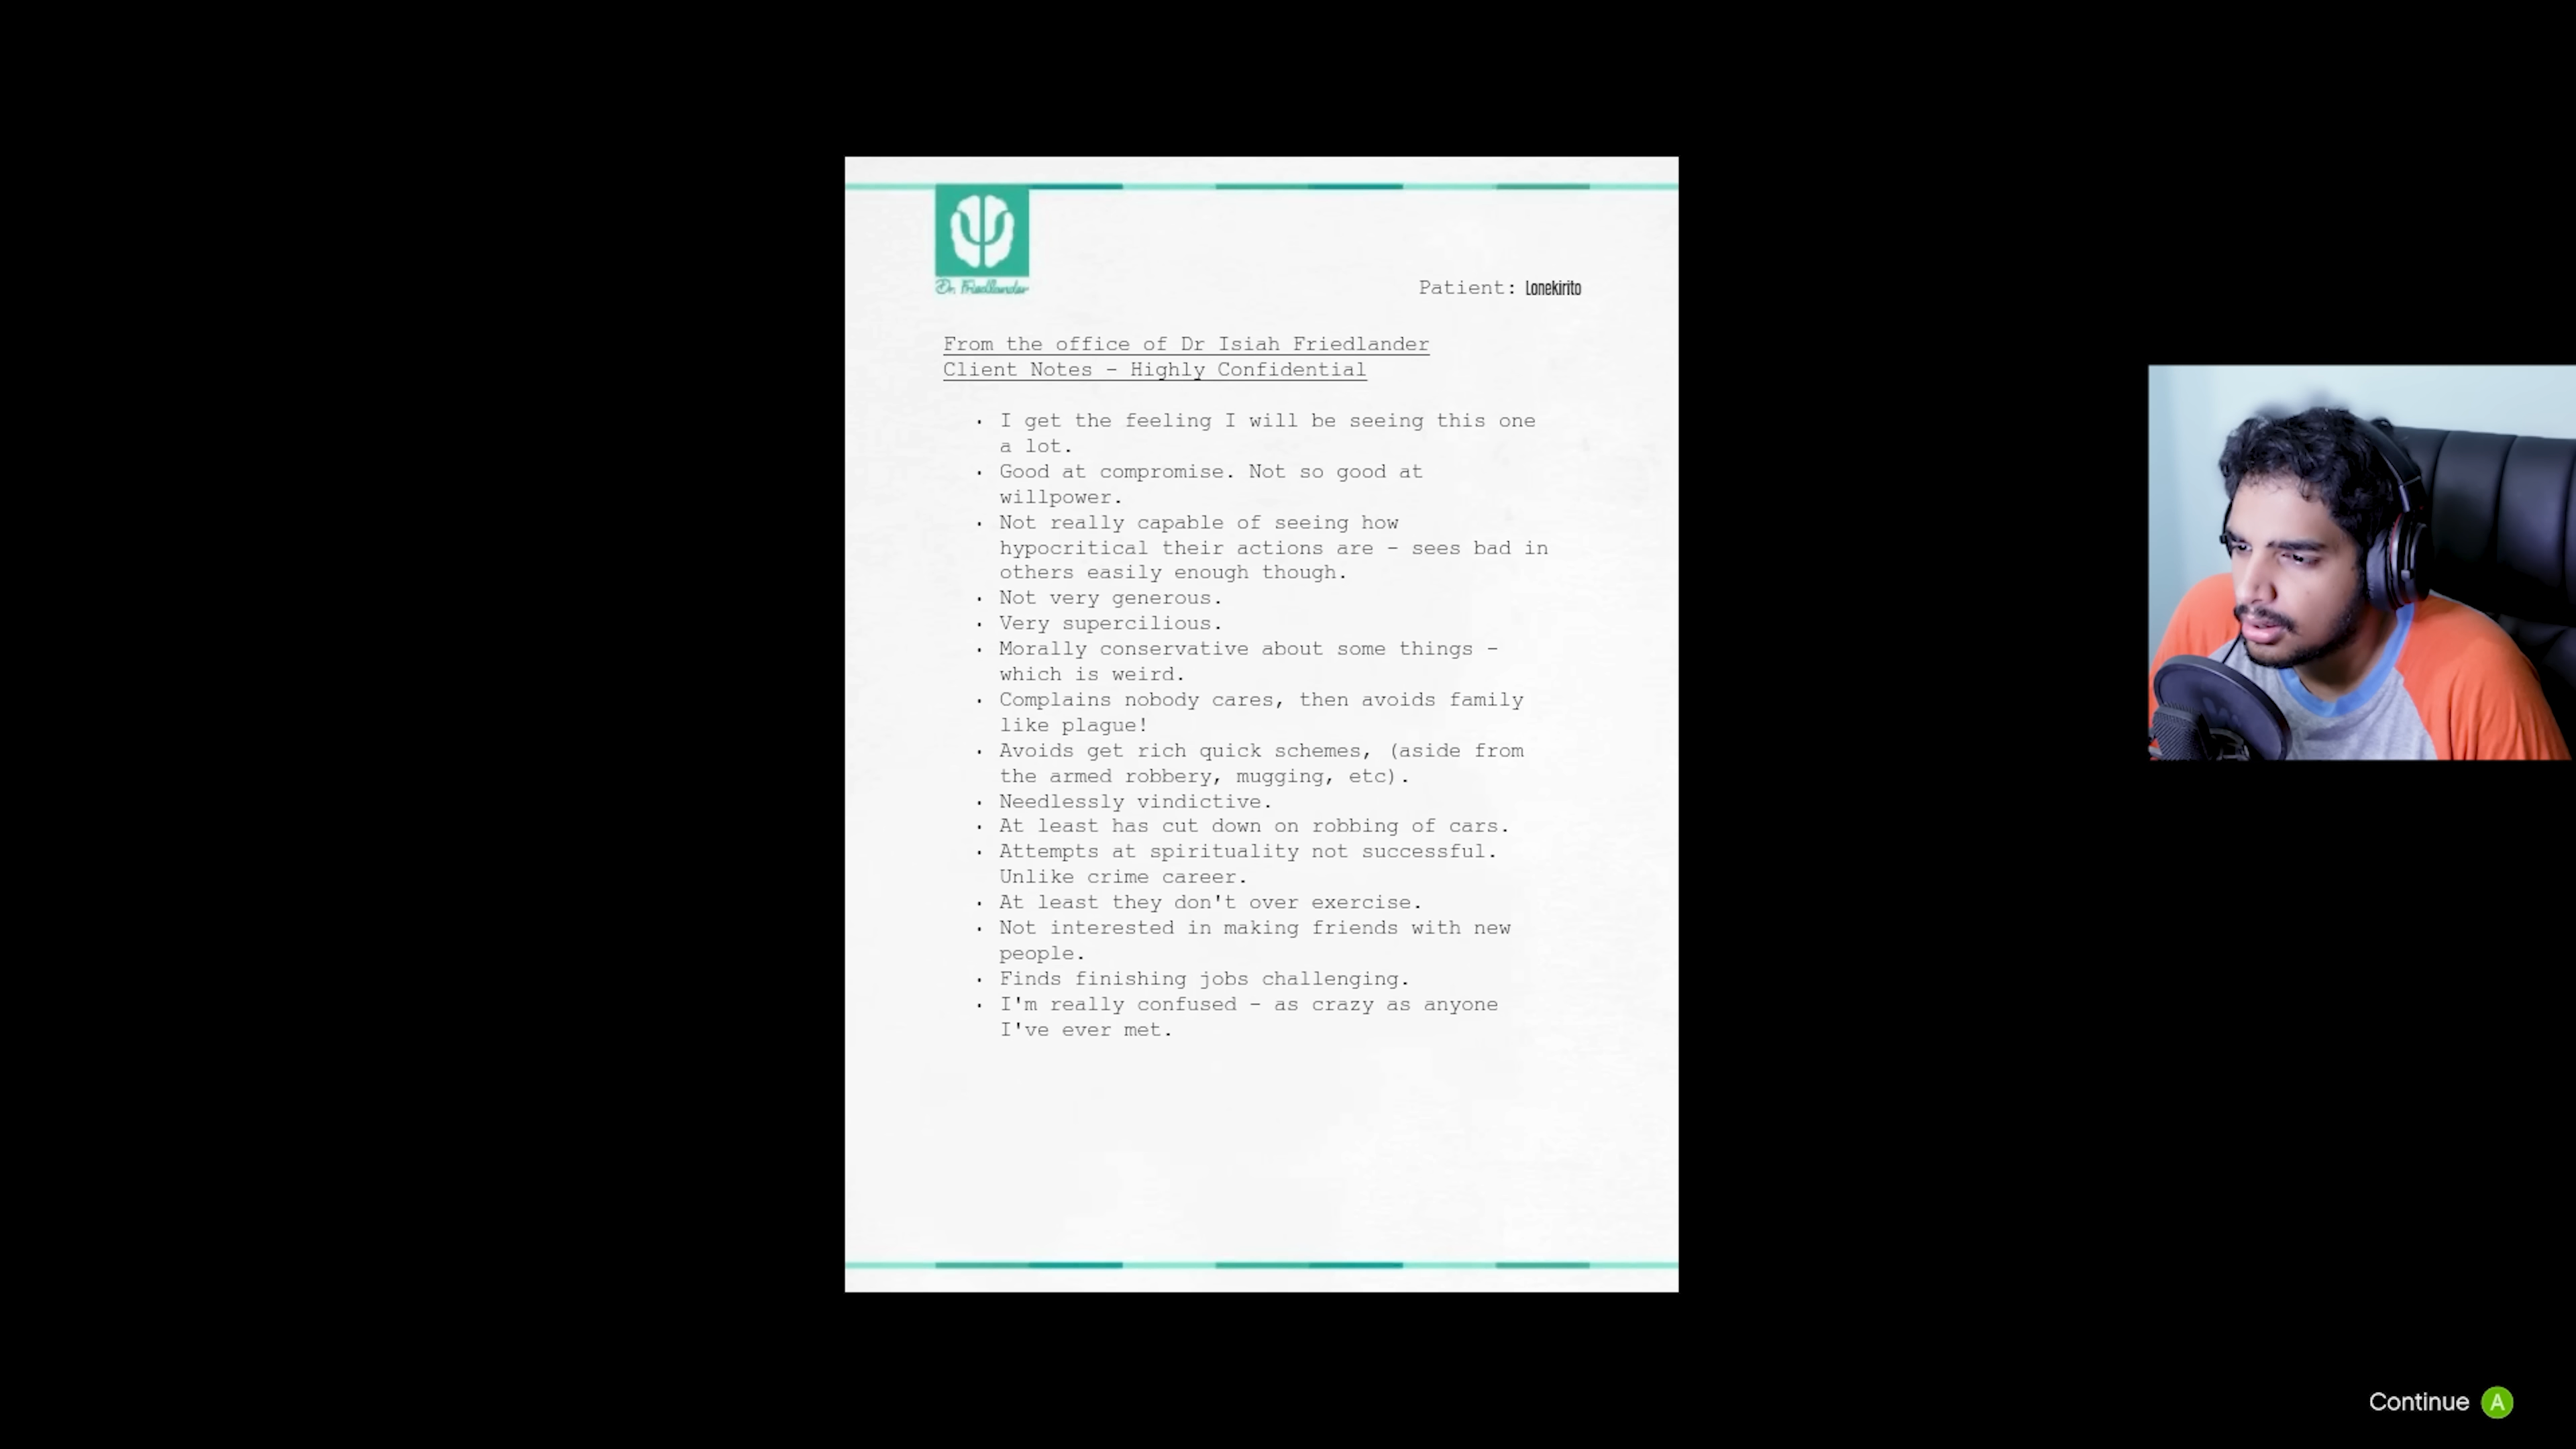 Dr. Friedlander
Patient: Lonekirito
From the office of Dr Isiah Friedlander
Client Notes - Highly Confidential
· I get the feeling I will be seeing this one
a lot.
· Good at compromise. Not so good at
willpower.
· Not really capable of seeing how
hypocritical their actions are - sees bad in
others easily enough though.
· Not very generous.
· Very supercilious.
· Morally conservative about some things -
which is weird.
· Complains nobody cares, then avoids family
like plague!
· Avoids get rich quick schemes, (aside from
the armed robbery, mugging, etc).
· Needlessly vindictive.
· At least has cut down on robbing of cars.
· Attempts at spirituality not successful.
Unlike crime career.
· At least they don't over exercise.
· Not interested in making friends with new
people.
· Finds finishing jobs challenging.
· I'm really confused - as crazy as anyone
I've ever met.
Continue A